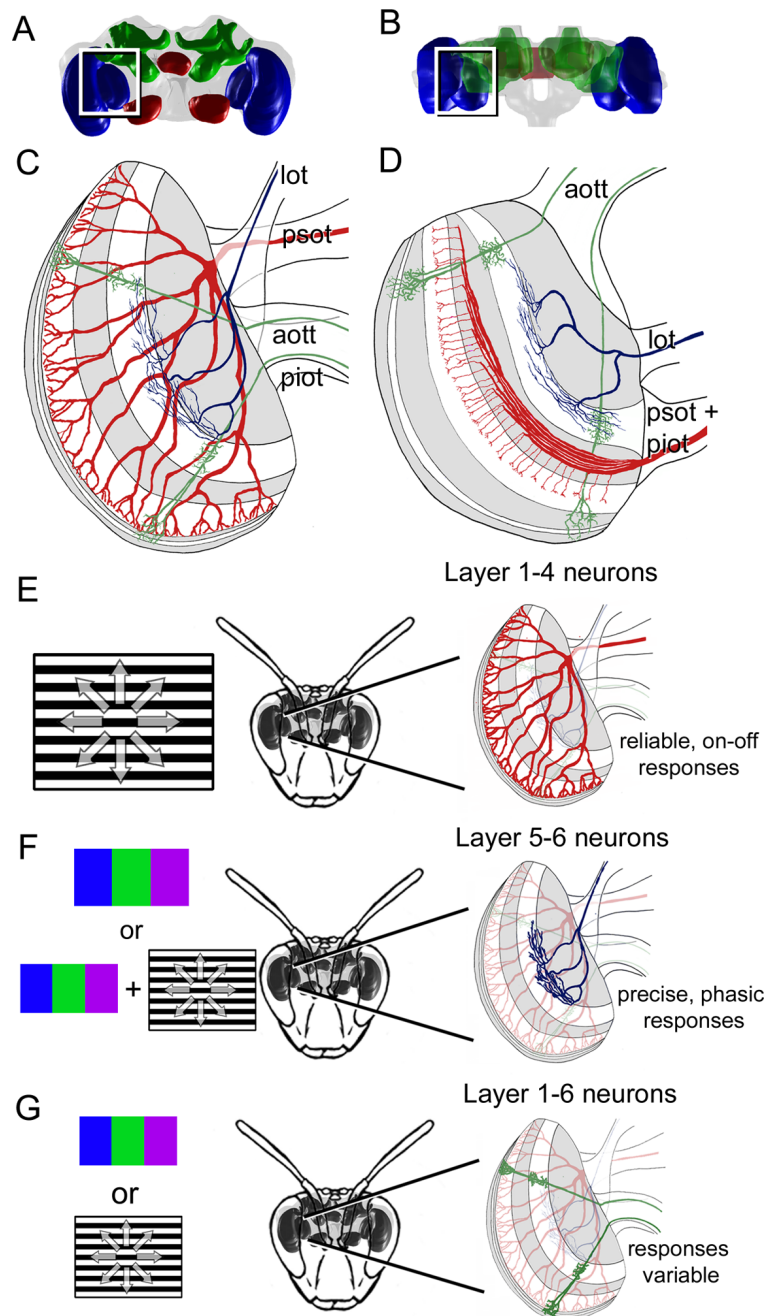 A
B
C
lot
psot
aott
piot
D
aott
lot
psot +
piot
E
Layer 1-4 neurons
reliable, on-off
responses
F
Layer 5-6 neurons
or
+
precise, phasic
responses
G
Layer 1-6 neurons
or
responses
variable